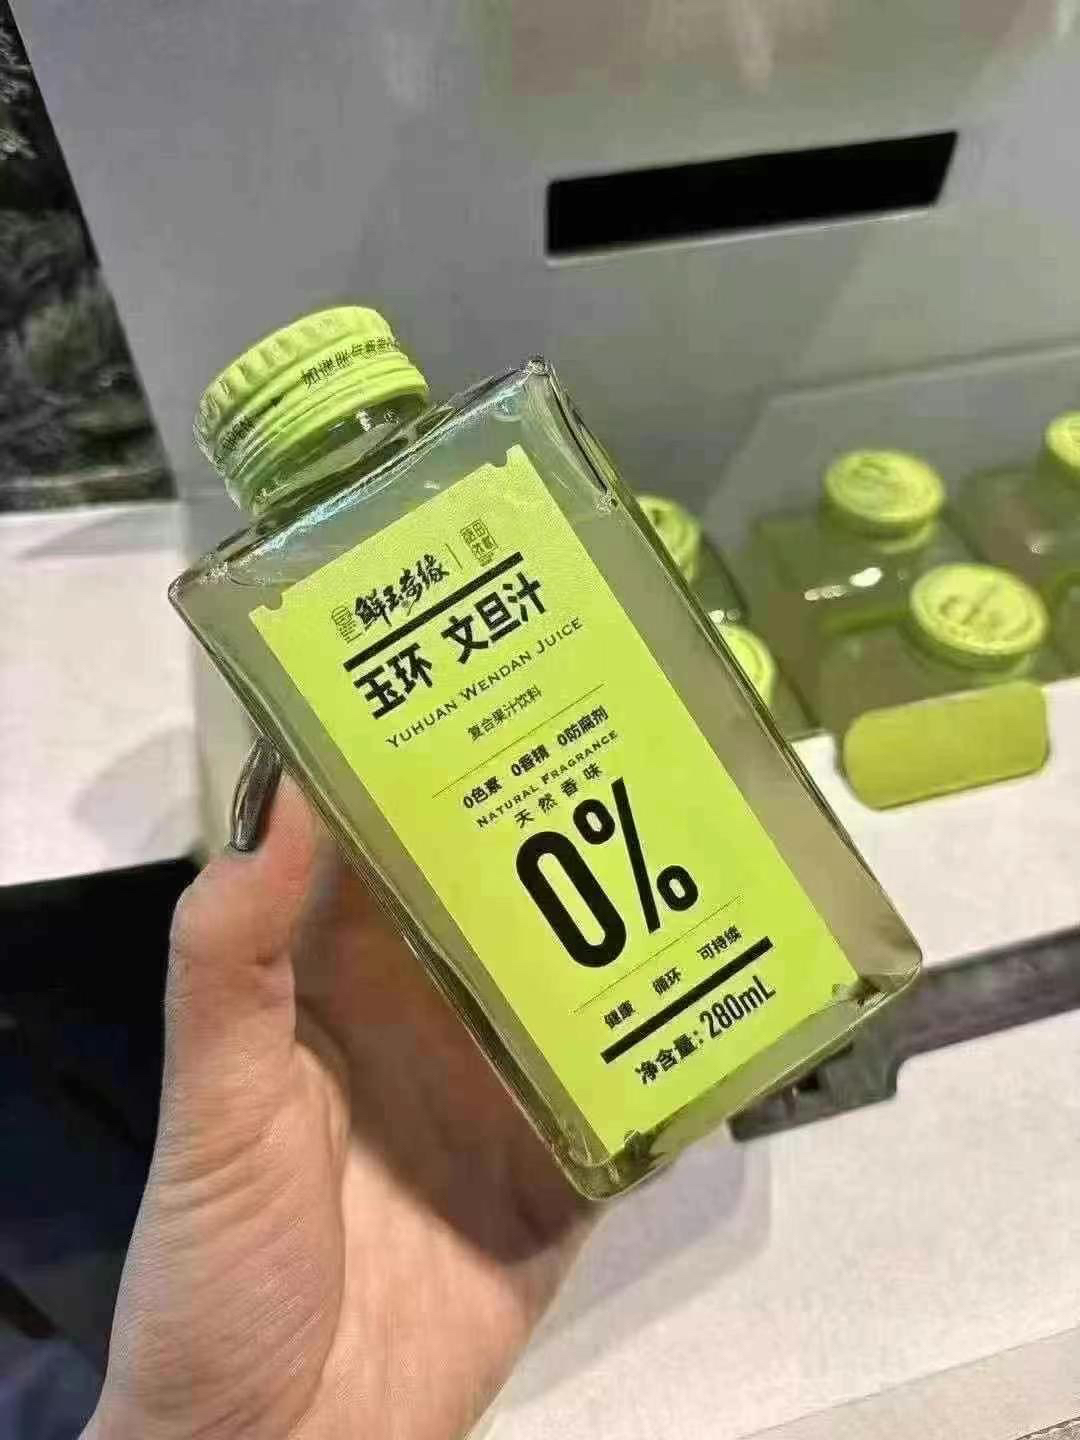 鲜玉湾缘
玉环 文旦汁
YUHUAN WENDAN JUICE
复合果汁饮料
0色素 0香精 0防腐剂
NATURAL FRAGRANCE
天然香味
0%
健康 循环 可持续
净含量：280mL